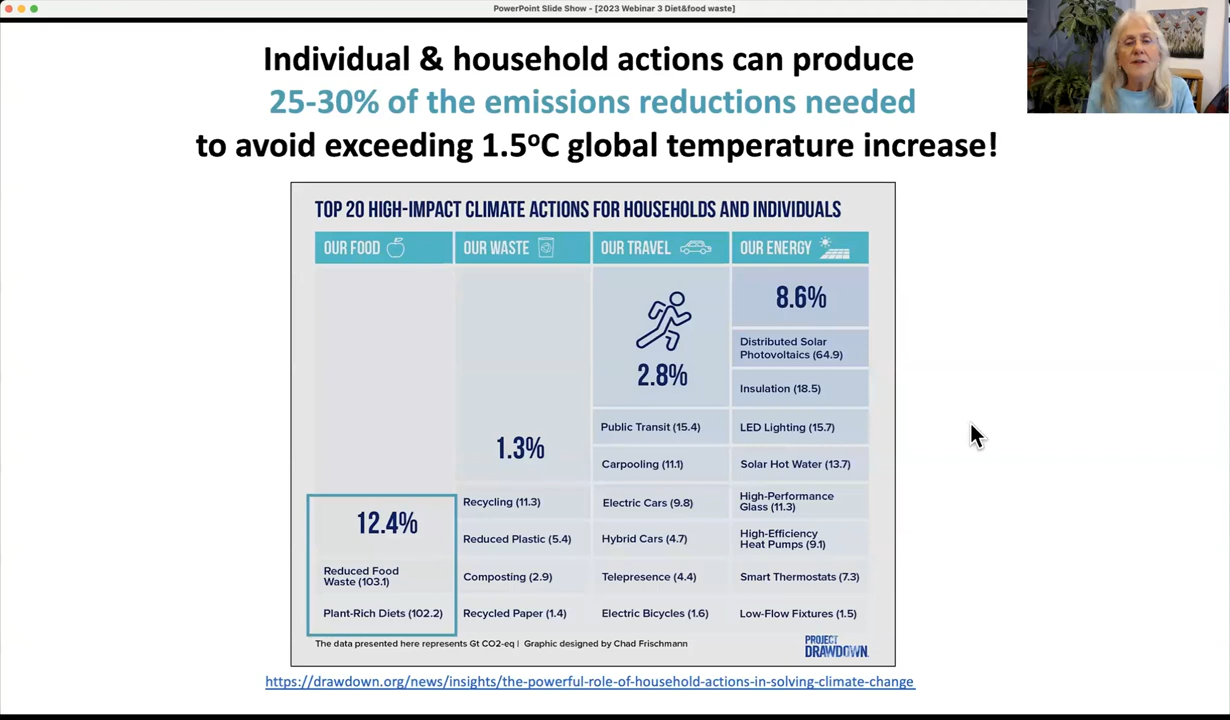 PowerPoint Slide Show - [2023 Webinar 3 Diet&food waste]
Individual & household actions can produce
25-30% of the emissions reductions needed
to avoid exceeding 1.5ºC global temperature increase!
TOP 20 HIGH-IMPACT CLIMATE ACTIONS FOR HOUSEHOLDS AND INDIVIDUALS
OUR FOOD
12.4%
Reduced Food
Waste (103.1)
Plant-Rich Diets (102.2)
OUR WASTE
1.3%
Recycling (11.3)
Reduced Plastic (5.4)
Composting (2.9)
Recycled Paper (1.4)
OUR TRAVEL
2.8%
Public Transit (15.4)
Carpooling (11.1)
Electric Cars (9.8)
Hybrid Cars (4.7)
Telepresence (4.4)
Electric Bicycles (1.6)
OUR ENERGY
8.6%
Distributed Solar
Photovoltaics (64.9)
Insulation (18.5)
LED Lighting (15.7)
Solar Hot Water (13.7)
High-Performance
Glass (11.3)
High-Efficiency
Heat Pumps (9.1)
Smart Thermostats (7.3)
Low-Flow Fixtures (1.5)
The data presented here represents Gt CO2-eq | Graphic designed by Chad Frischmann
PROJECT
DRAWDOWN.
https://drawdown.org/news/insights/the-powerful-role-of-household-actions-in-solving-climate-change